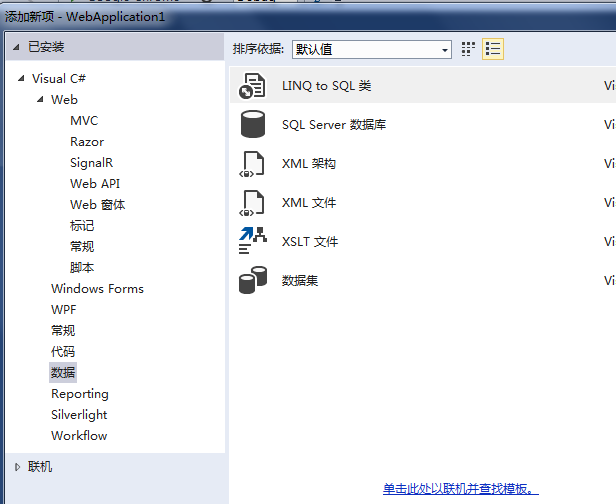 添加新项 - WebApplication1
已安装
排序依据: 默认值
Visual C#
Web
MVC
Razor
SignalR
Web API
Web 窗体
标记
常规
脚本
Windows Forms
WPF
常规
代码
数据
Reporting
Silverlight
Workflow
联机
LINQ to SQL 类 Vi
SQL Server 数据库 Vi
XML 架构 Vi
XML 文件 Vi
XSLT 文件 Vi
数据集 Vi
单击此处以联机并查找模板。